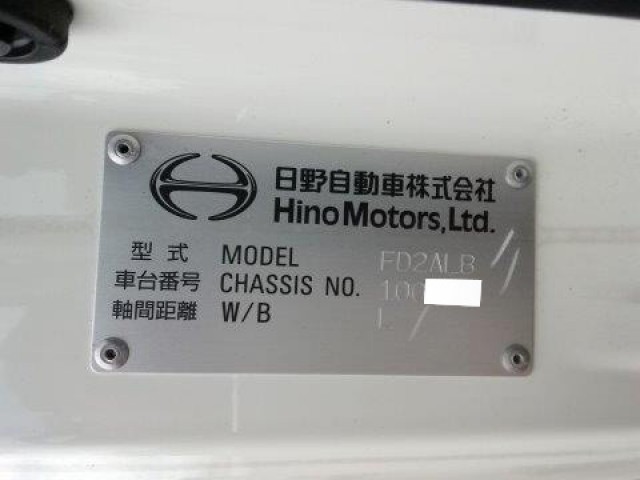 日野自動車株式会社
Hino Motors, Ltd.
型式 MODEL FD2ALB
車台番号 CHASSIS NO. 100
軸間距離 W/B L